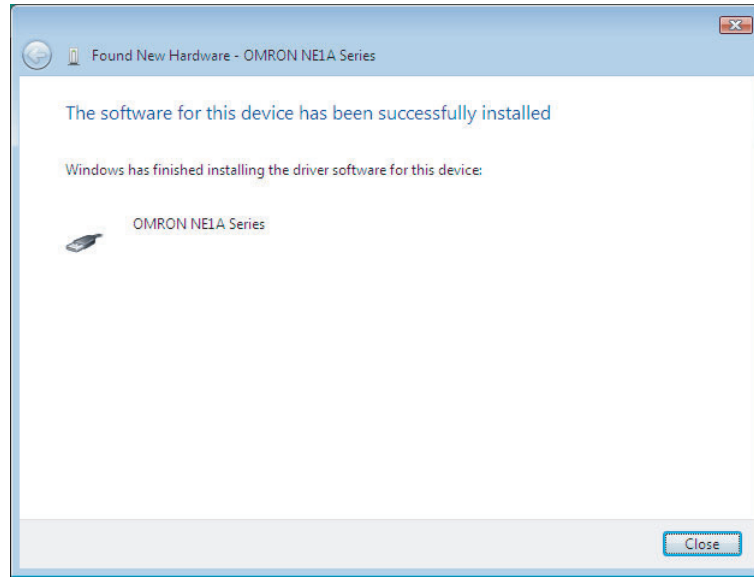 Found New Hardware - OMRON NE1A Series
The software for this device has been successfully installed
Windows has finished installing the driver software for this device:
OMRON NE1A Series
Close